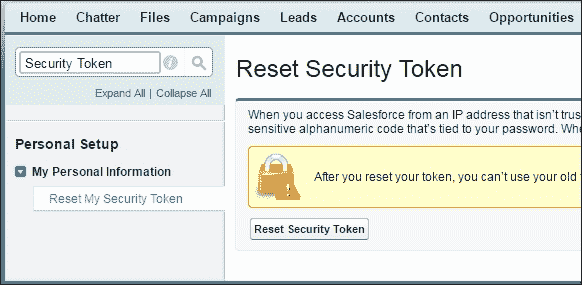 Home Chatter Files Campaigns Leads Accounts Contacts Opportunities
Security Token
Expand All | Collapse All
Personal Setup
My Personal Information
Reset My Security Token
Reset Security Token
When you access Salesforce from an IP address that isn't trus
sensitive alphanumeric code that's tied to your password. Whe
After you reset your token, you can't use your old
Reset Security Token